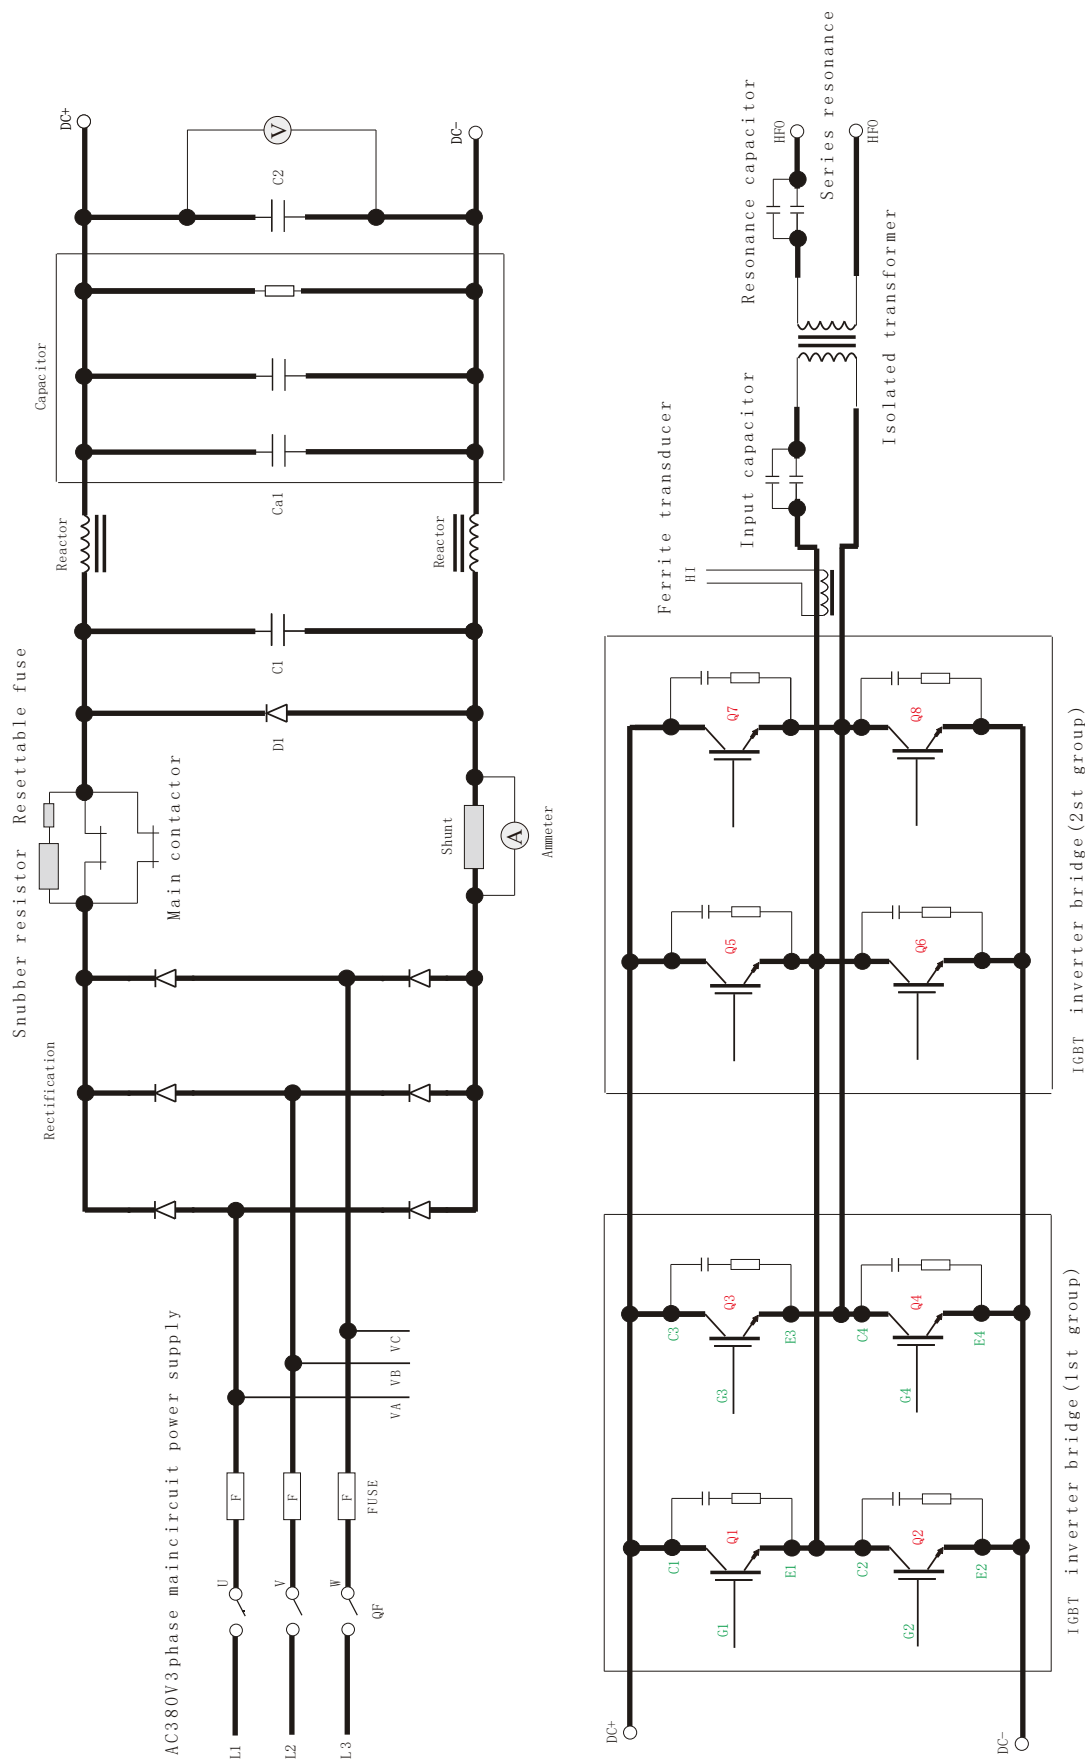 AC380V3phase maincircuit power supply
L1
L2
L3
U
V
W
QF
F
F
F
FUSE
VA
VB
VC
Rectification
Snubber resistor
Resettable fuse
Main contactor
Shunt
A
Ammeter
D1
C1
Reactor
Reactor
Ca1
Capacitor
C2
V
DC+
DC-
DC+
DC-
G1
C1
Q1
E1
G2
C2
Q2
E2
G3
C3
Q3
E3
G4
C4
Q4
E4
IGBT inverter bridge(1st group)
Q5
Q6
Q7
Q8
IGBT inverter bridge(2st group)
Ferrite transducer
HI
Input capacitor
Isolated transformer
Resonance capacitor
Series resonance
HFO
HFO